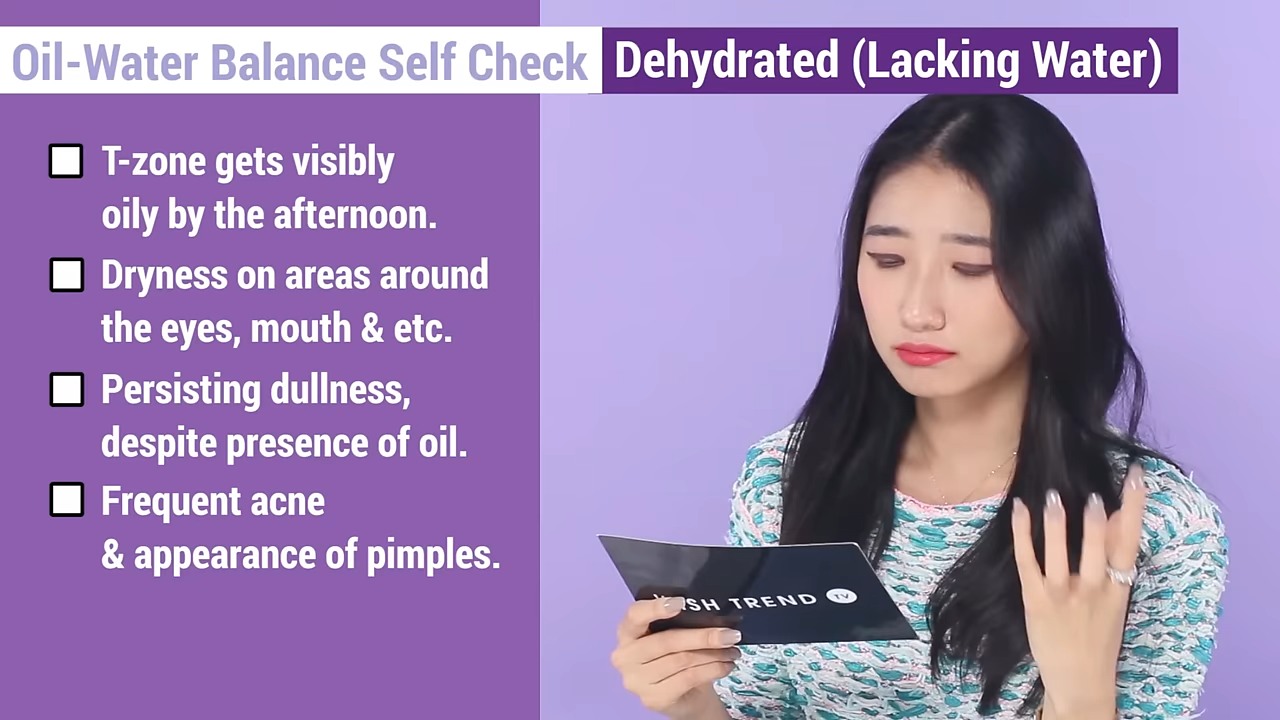 Oil-Water Balance Self Check
Dehydrated (Lacking Water)
T-zone gets visibly
oily by the afternoon.
Dryness on areas around
the eyes, mouth & etc.
Persisting dullness,
despite presence of oil.
Frequent acne
& appearance of pimples.
TREND TV